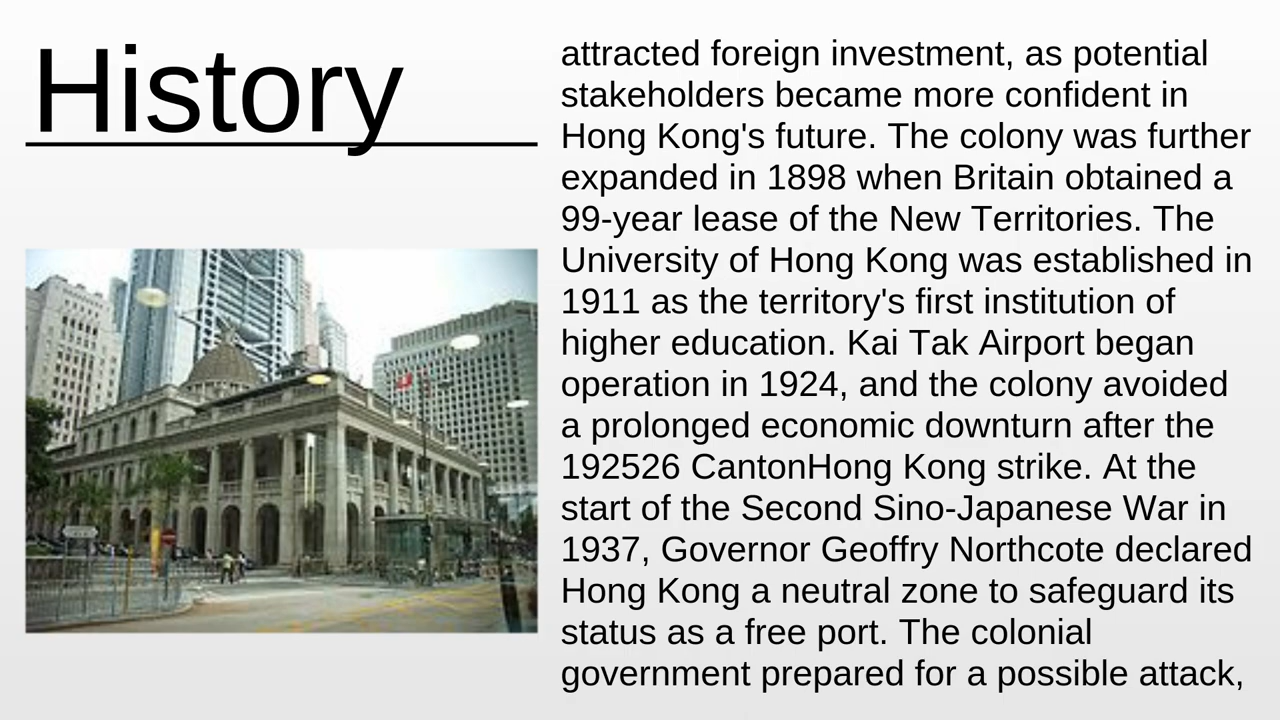 History
attracted foreign investment, as potential
stakeholders became more confident in
Hong Kong's future. The colony was further
expanded in 1898 when Britain obtained a
99-year lease of the New Territories. The
University of Hong Kong was established in
1911 as the territory's first institution of
higher education. Kai Tak Airport began
operation in 1924, and the colony avoided
a prolonged economic downturn after the
192526 CantonHong Kong strike. At the
start of the Second Sino-Japanese War in
1937, Governor Geoffry Northcote declared
Hong Kong a neutral zone to safeguard its
status as a free port. The colonial
government prepared for a possible attack,